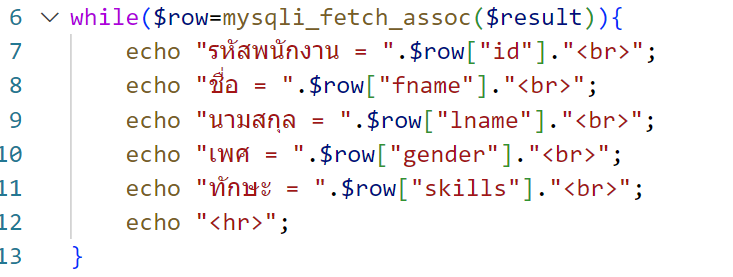 6 while($row=mysqli_fetch_assoc($result)){
7 echo "รหัสพนักงาน = ".$row["id"]."<br>";
8 echo "ชื่อ = ".$row["fname"]."<br>";
9 echo "นามสกุล = ".$row["lname"]."<br>";
10 echo "เพศ = ".$row["gender"]."<br>";
11 echo "ทักษะ = ".$row["skills"]."<br>";
12 echo "<hr>";
13 }